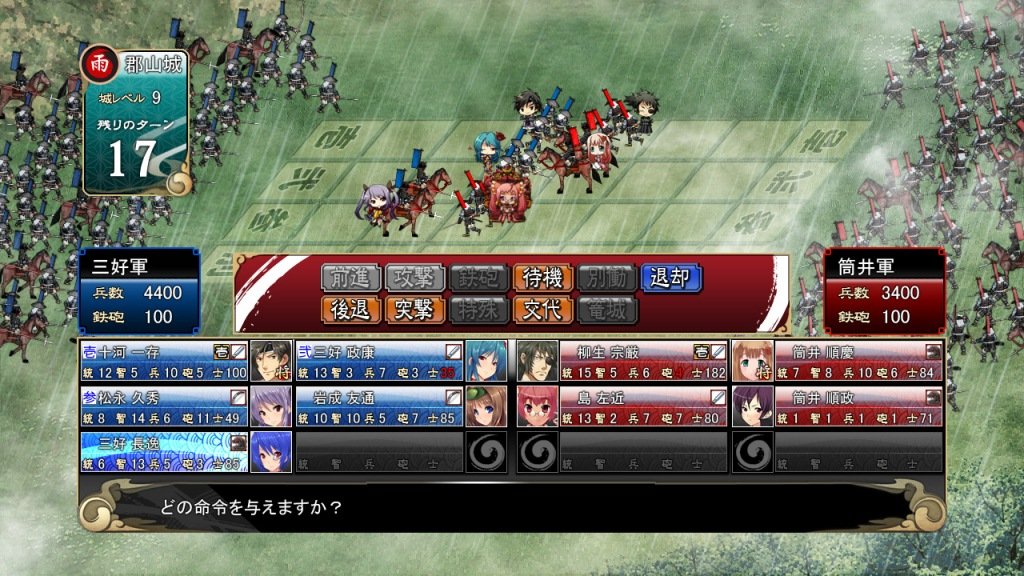 雨 郡山城
城レベル 9
残りのターン
17
三好軍
兵数 4400
鉄砲 100
前進 攻撃 鉄砲 待機 別働 退却
後退 突撃 特殊 交代 篭城
筒井軍
兵数 3400
鉄砲 100
壱 十河 一存 壱
統 12 智 5 兵 10 砲 5 士 100 将
弐 三好 政康
統 13 智 3 兵 7 砲 3 士
柳生 宗厳 壱
統 15 智 5 兵 6 砲 士 182
筒井 順慶
将 統 7 智 8 兵 10 砲 6 士 84
参 松永 久秀
統 8 智 14 兵 6 砲 11 士 49
岩成 友通
統 10 智 10 兵 5 砲 7 士 85
島 左近
統 13 智 2 兵 7 砲 7 士 80
筒井 順政
統 1 智 1 兵 1 砲 1 士 71
三好 長逸
統 6 智 13 兵 5 砲 3 士 85
統 智 兵 砲 士
統 智 兵 砲 士
統 智 兵 砲 士
どの命令を与えますか？